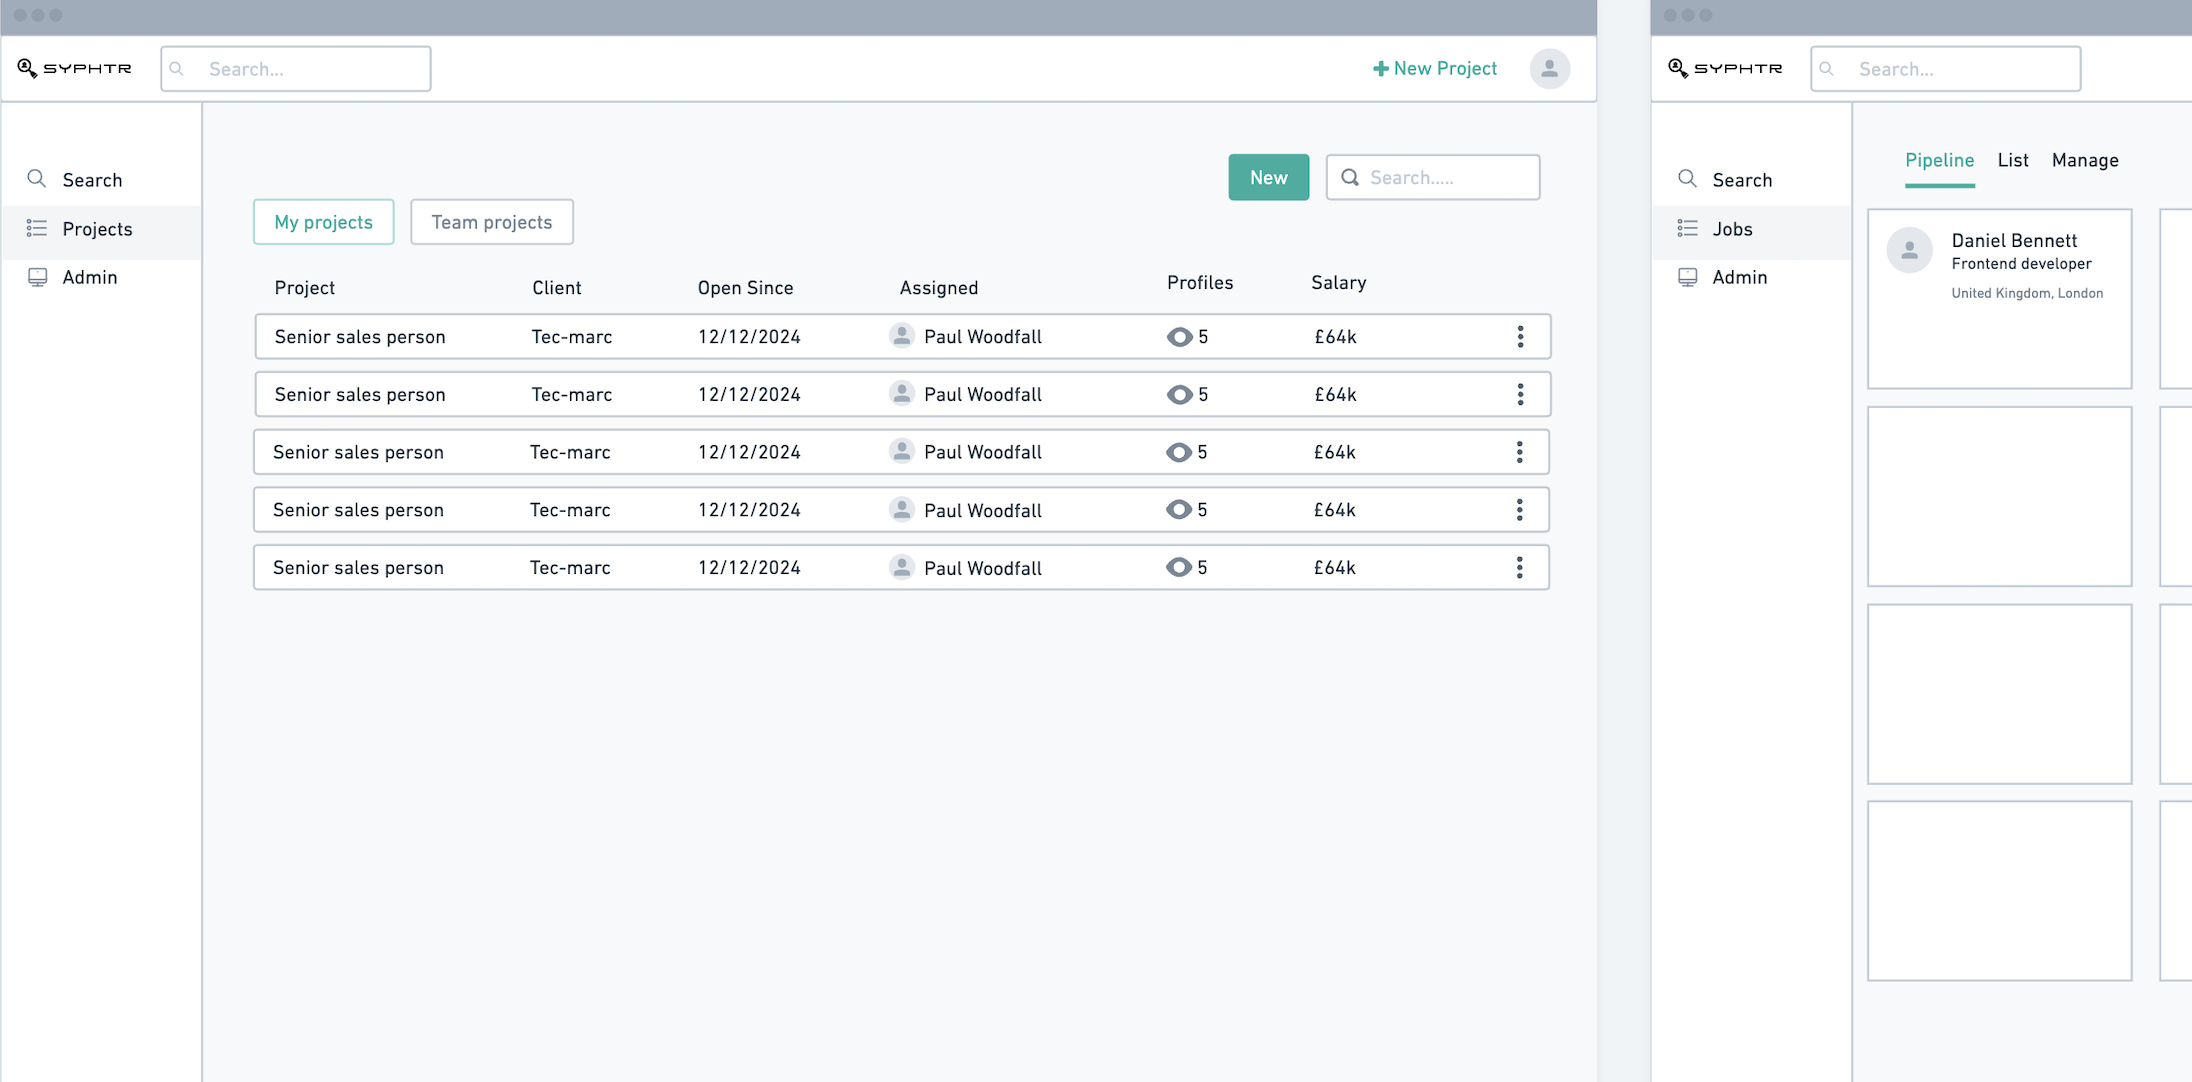 SYPHTR
Search...
New Project
Search
Projects
Admin
New
Search.....
My projects
Team projects
Project Client Open Since Assigned Profiles Salary
Senior sales person Tec-marc 12/12/2024 Paul Woodfall 5 £64k
Senior sales person Tec-marc 12/12/2024 Paul Woodfall 5 £64k
Senior sales person Tec-marc 12/12/2024 Paul Woodfall 5 £64k
Senior sales person Tec-marc 12/12/2024 Paul Woodfall 5 £64k
Senior sales person Tec-marc 12/12/2024 Paul Woodfall 5 £64k
SYPHTR
Search...
Search
Jobs
Admin
Pipeline List Manage
Daniel Bennett
Frontend developer
United Kingdom, London